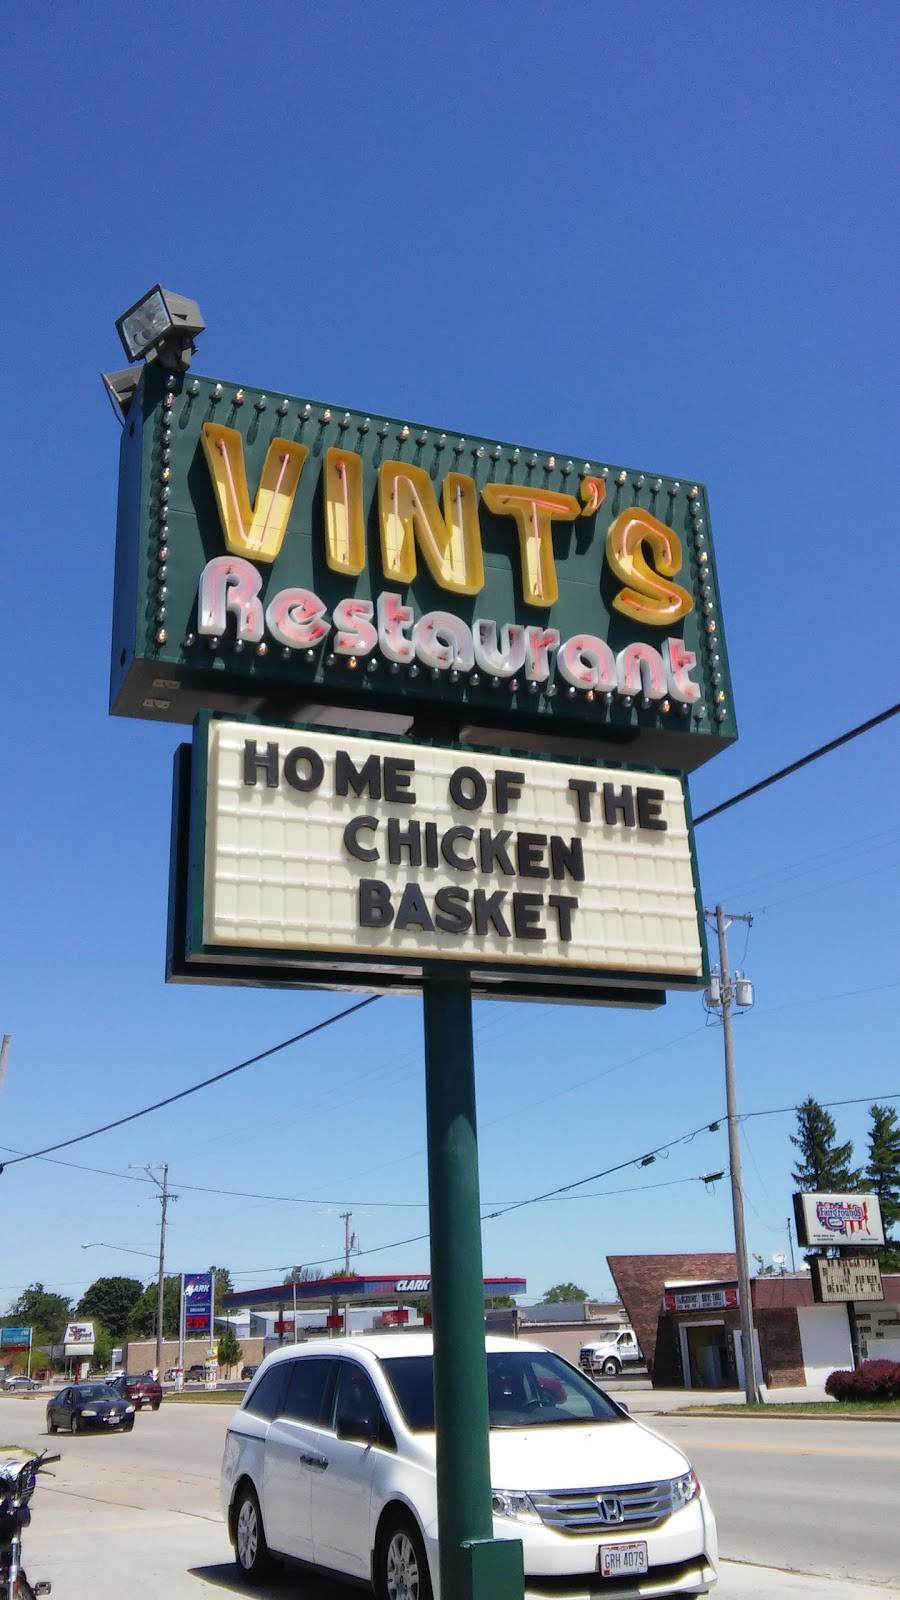 VINT'S
Restaurant
HOME OF THE
CHICKEN
BASKET
CLARK
GRH 4079